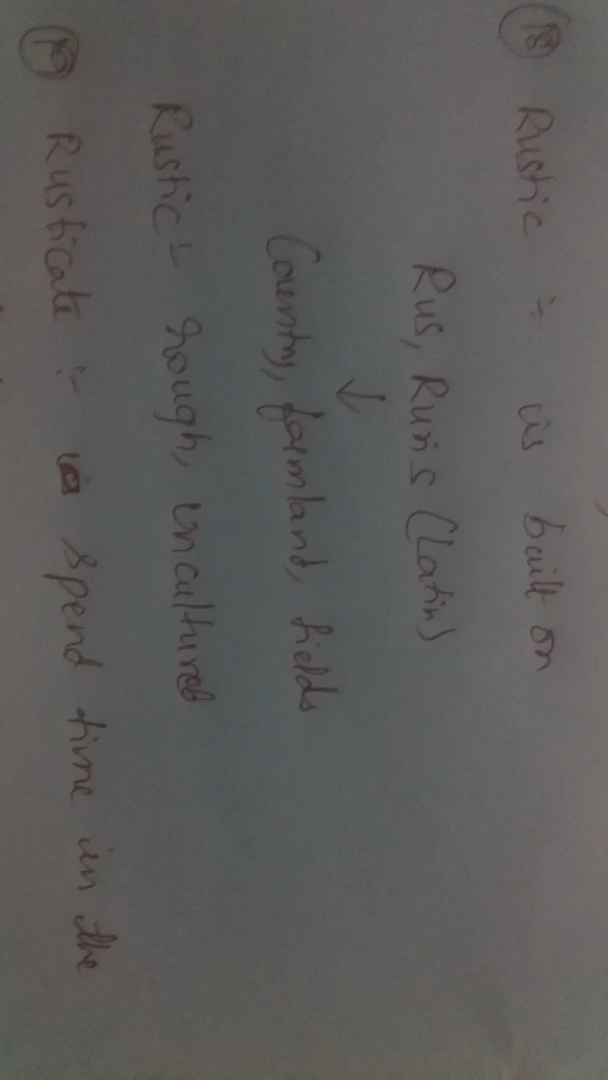 (18) Rustic :- is built on
Rus, Ruris (Latin)
↓
Country, farmland, fields
Rustic :- rough, uncultured
Rusticate :- spend time in the